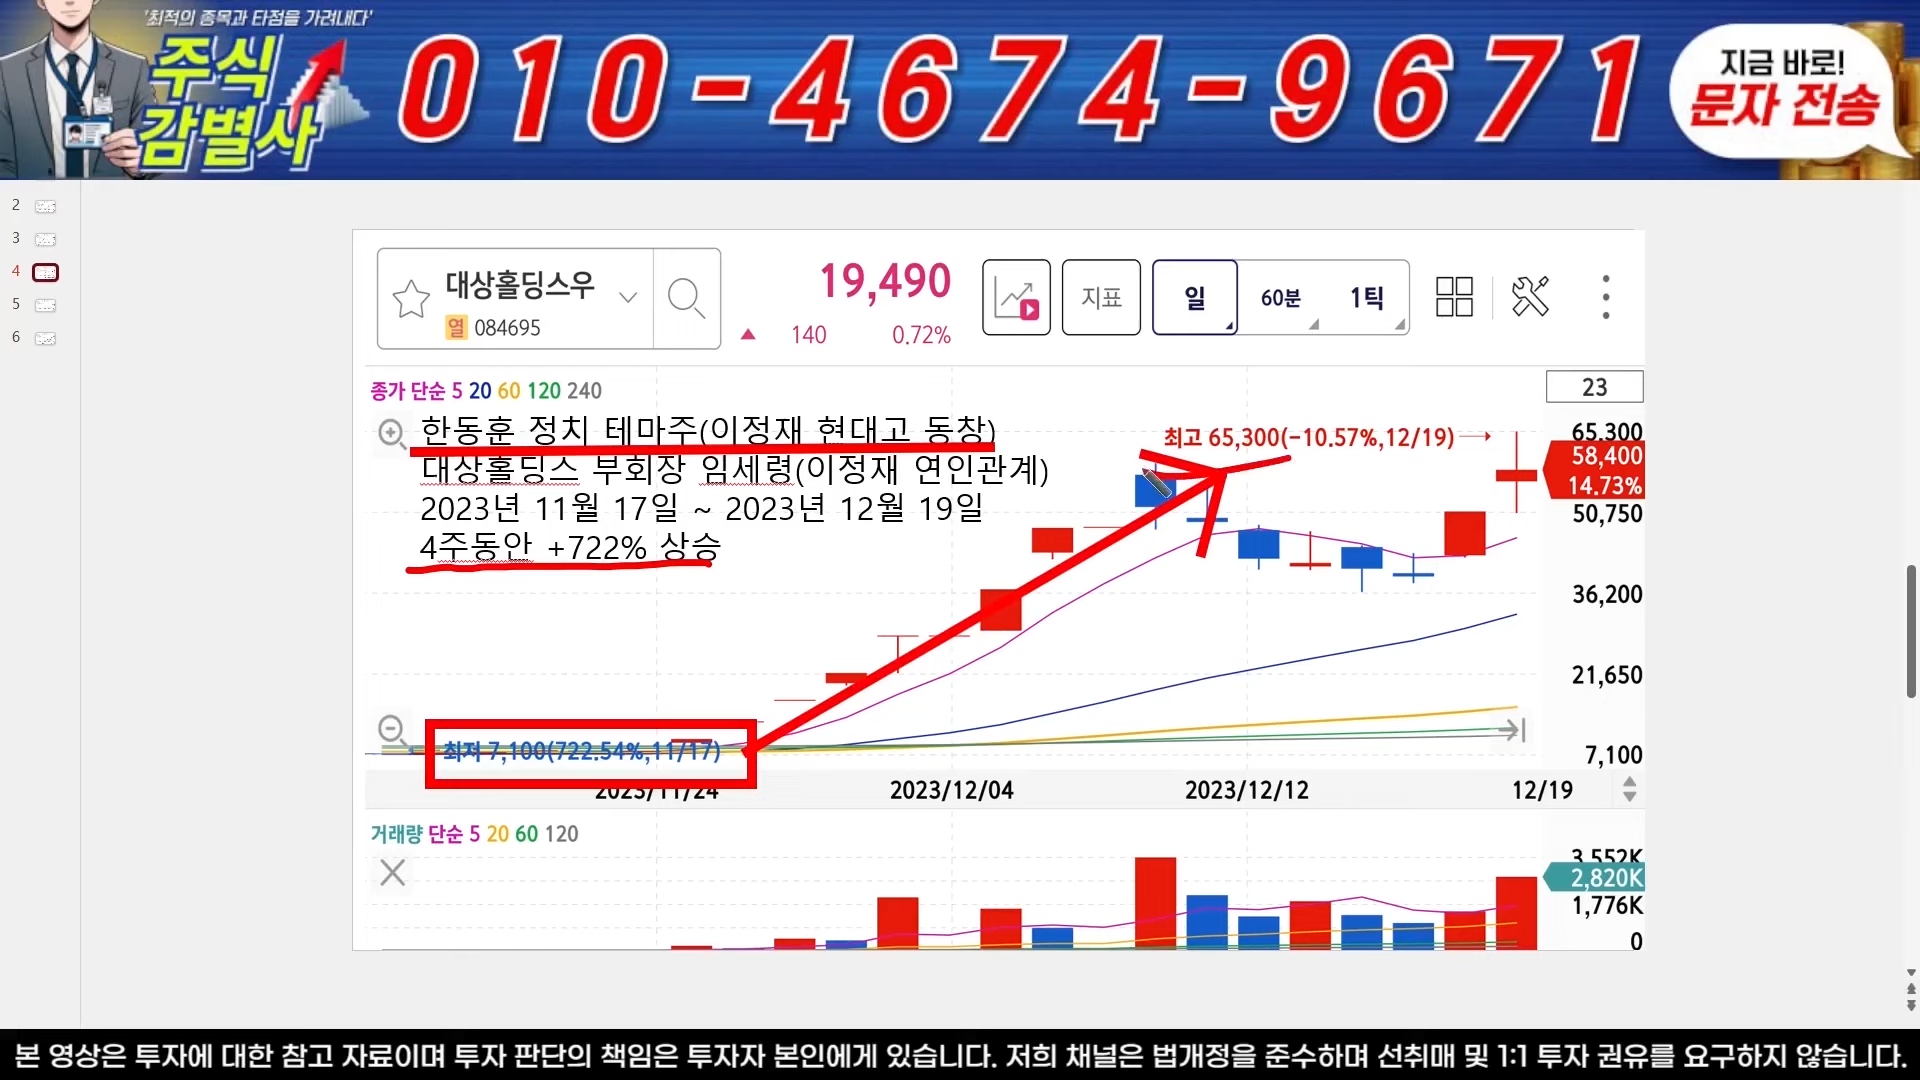 '최적의 종목과 타점을 가려내다'
주식
감별사
010-4674-9671
지금 바로!
문자 전송
2
3
4
5
6
대상홀딩스우
열 084695
19,490
▲ 140 0.72%
지표
일 60분 1틱
종가 단순 5 20 60 120 240
23
한동훈 정치 테마주(이정재 현대고 동창)
대상홀딩스 부회장 임세령(이정재 연인관계)
2023년 11월 17일 ~ 2023년 12월 19일
4주동안 +722% 상승
최고 65,300(-10.57%,12/19)
65,300
58,400
14.73%
50,750
36,200
21,650
7,100
최저 7,100(722.54%,11/17)
2023/11/24 2023/12/04 2023/12/12 12/19
거래량 단순 5 20 60 120
3,552K
2,820K
1,776K
0
본 영상은 투자에 대한 참고 자료이며 투자 판단의 책임은 투자자 본인에게 있습니다. 저희 채널은 법개정을 준수하며 선취매 및 1:1 투자 권유를 요구하지 않습니다.